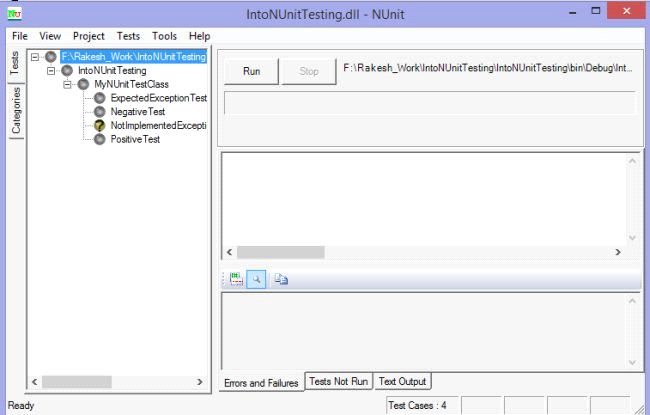 IntoNUnitTesting.dll - NUnit
File View Project Tests Tools Help
Tests
Categories
F:\Rakesh_Work\IntoNUnitTesting
IntoNUnitTesting
MyNUnitTestClass
ExpectedExceptionTest
NegativeTest
NotImplementedExcepti
PositiveTest
Run
Stop
F:\Rakesh_Work\IntoNUnitTesting\IntoNUnitTesting\bin\Debug\Int...
Errors and Failures
Tests Not Run
Text Output
Ready
Test Cases : 4